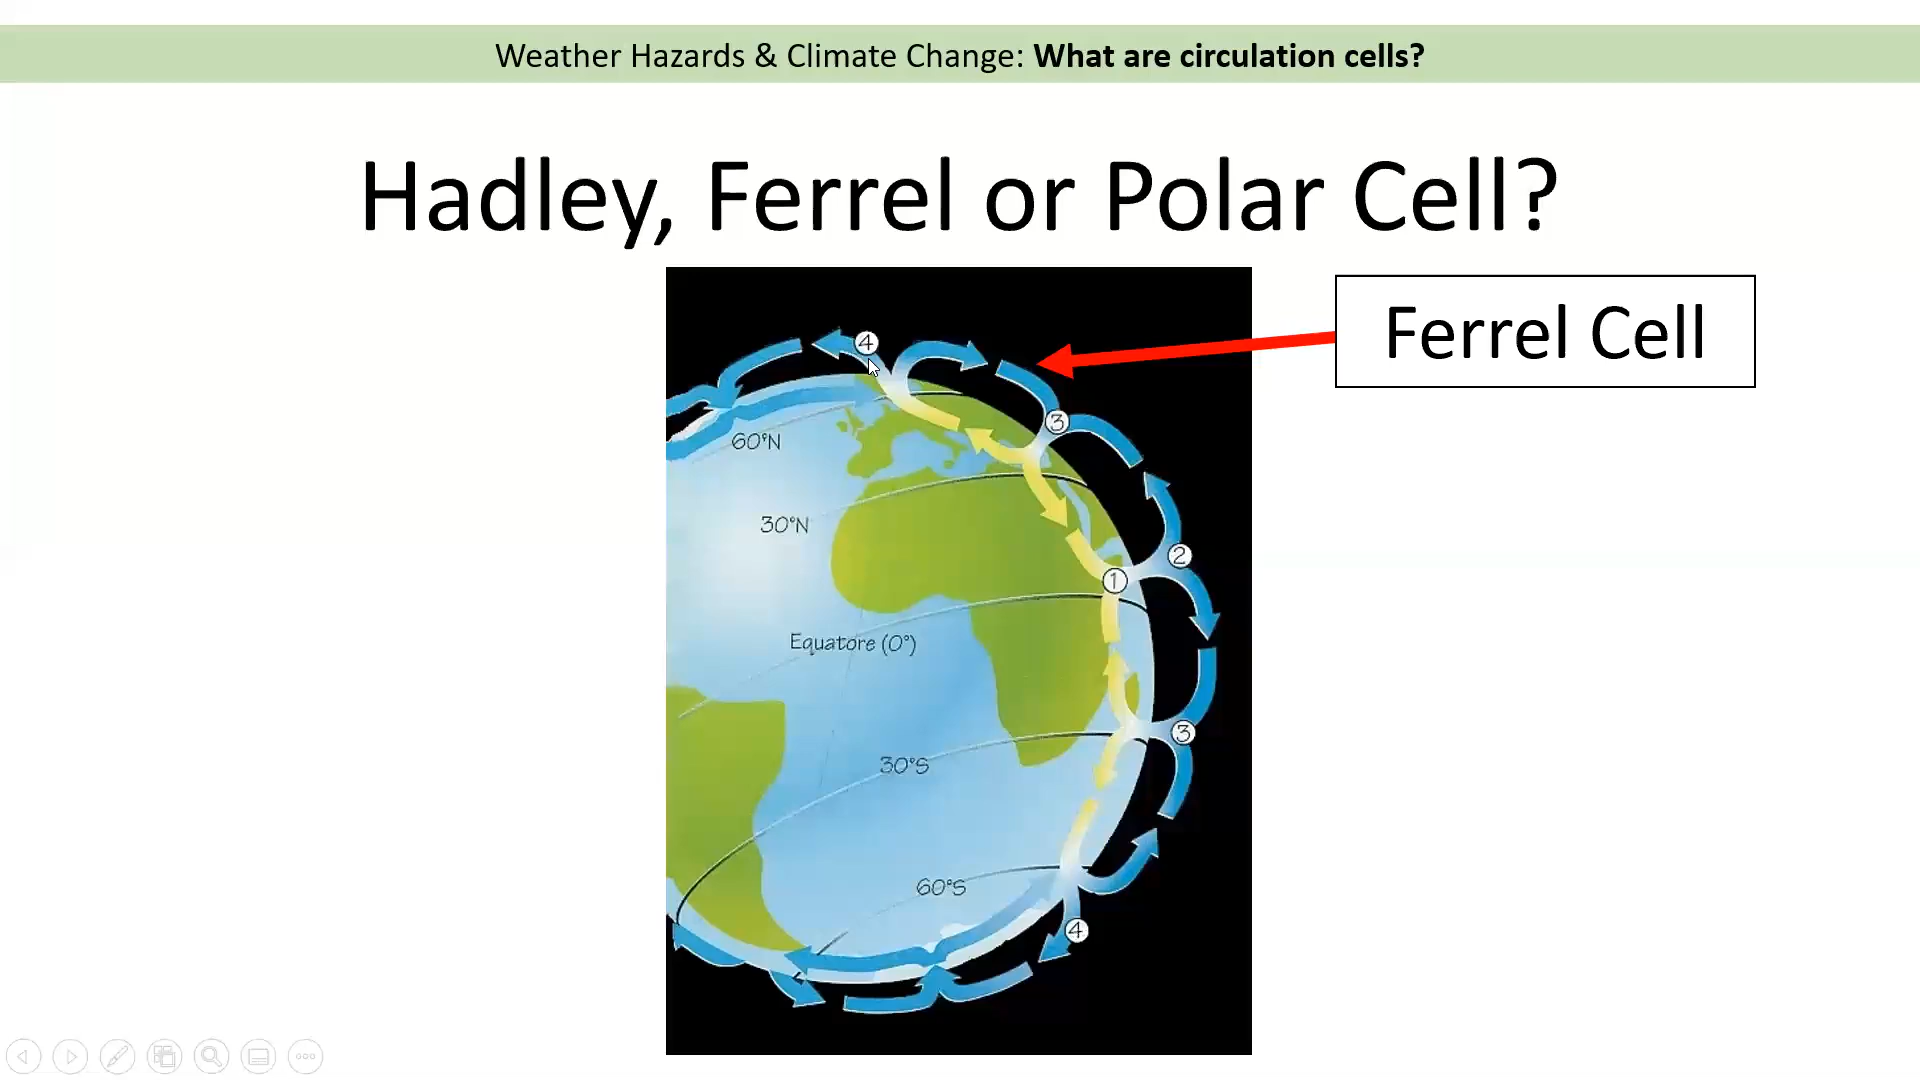 Weather Hazards & Climate Change: What are circulation cells?
Hadley, Ferrel or Polar Cell?
Ferrel Cell
4
3
60°N
30°N
2
1
Equatore (0°)
3
30°S
60°S
4